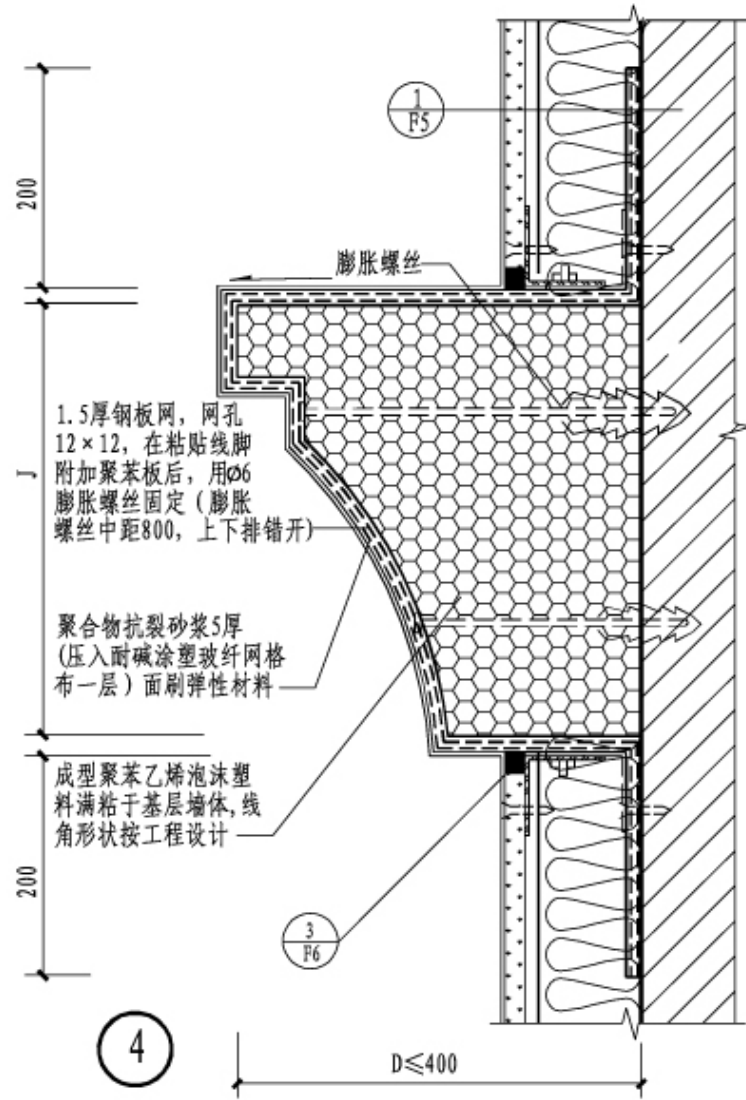 1
F5
200
膨胀螺丝
1.5厚钢板网，网孔
12×12，在粘贴线脚
附加聚苯板后，用Ø6
膨胀螺丝固定（膨胀
螺丝中距800，上下排错开)
J
聚合物抗裂砂浆5厚
(压入耐碱涂塑玻纤网格
布一层）面刷弹性材料
成型聚苯乙烯泡沫塑
料满粘于基层墙体,线
角形状按工程设计
200
3
F6
4
D≤400